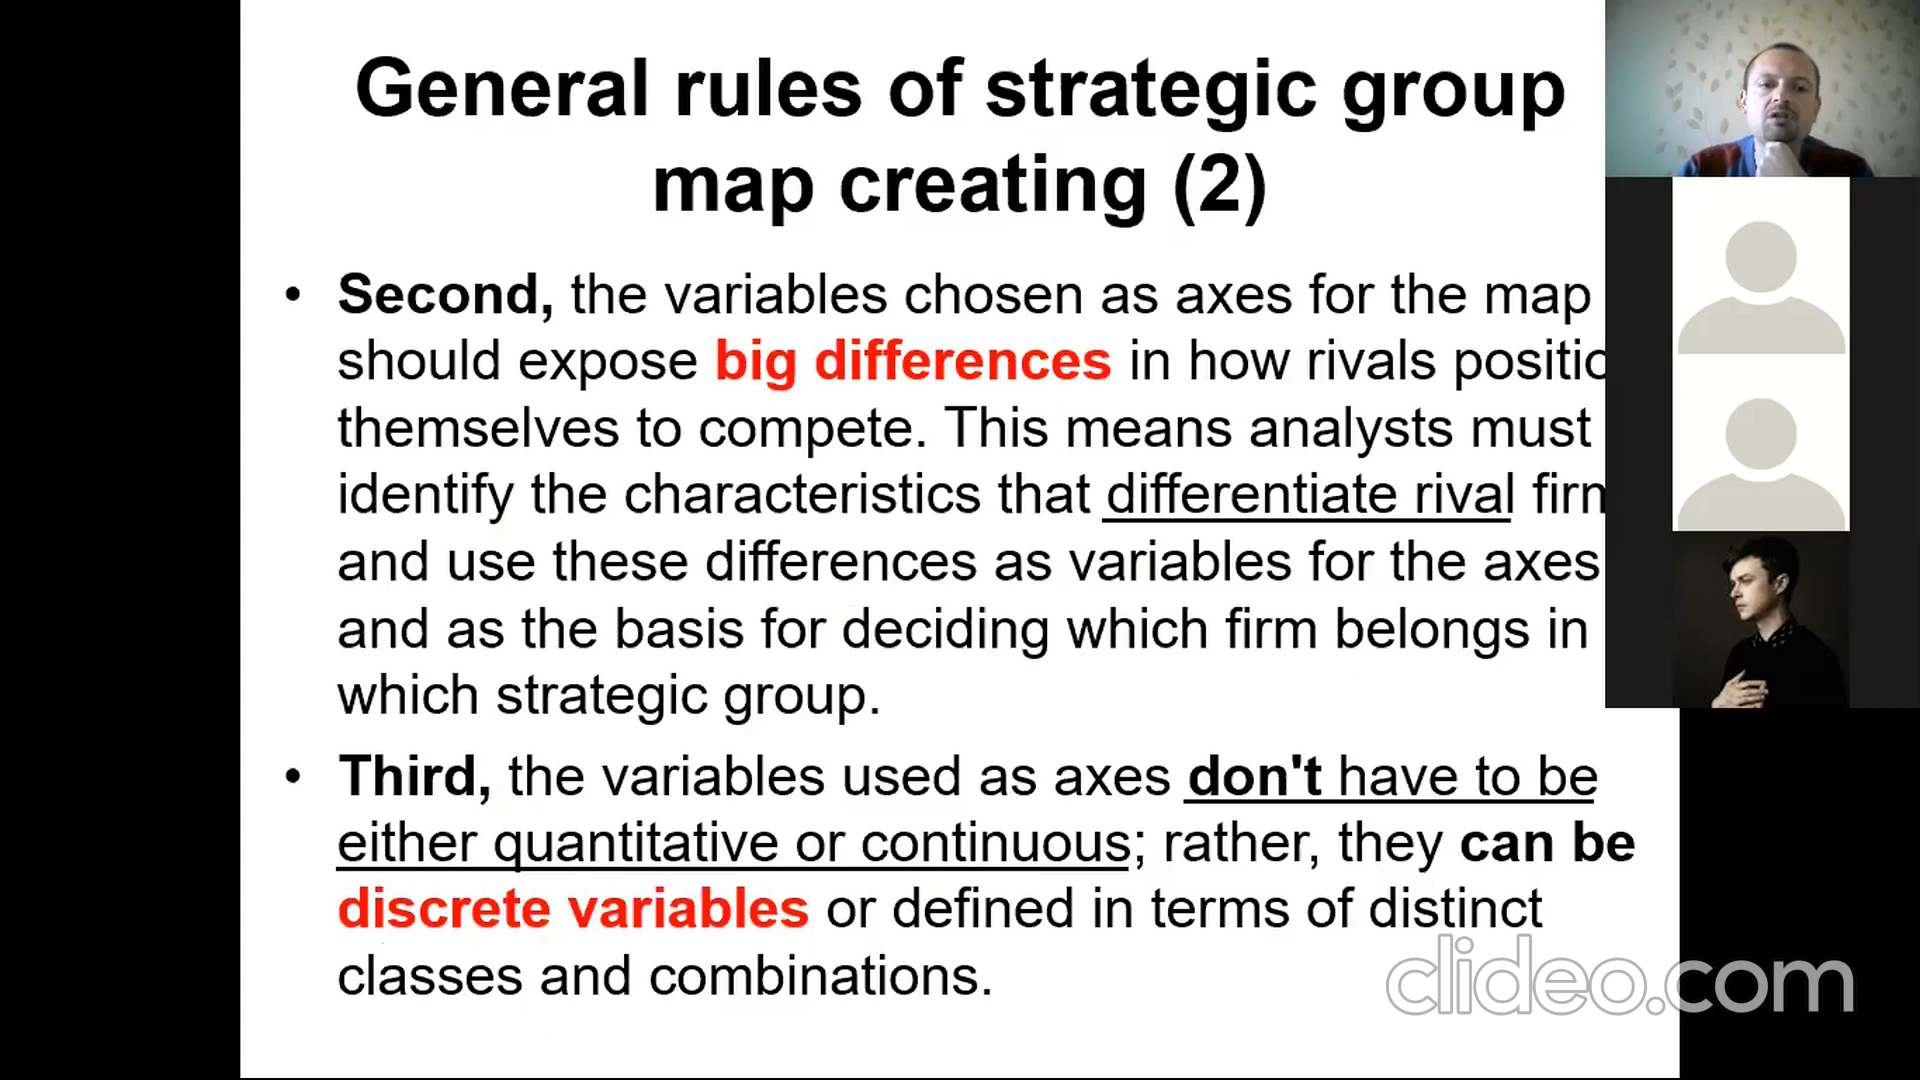 General rules of strategic group
map creating (2)
• Second, the variables chosen as axes for the map
should expose big differences in how rivals positio
themselves to compete. This means analysts must
identify the characteristics that differentiate rival firm
and use these differences as variables for the axes
and as the basis for deciding which firm belongs in
which strategic group.
• Third, the variables used as axes don't have to be
either quantitative or continuous; rather, they can be
discrete variables or defined in terms of distinct
classes and combinations.
clideo.com